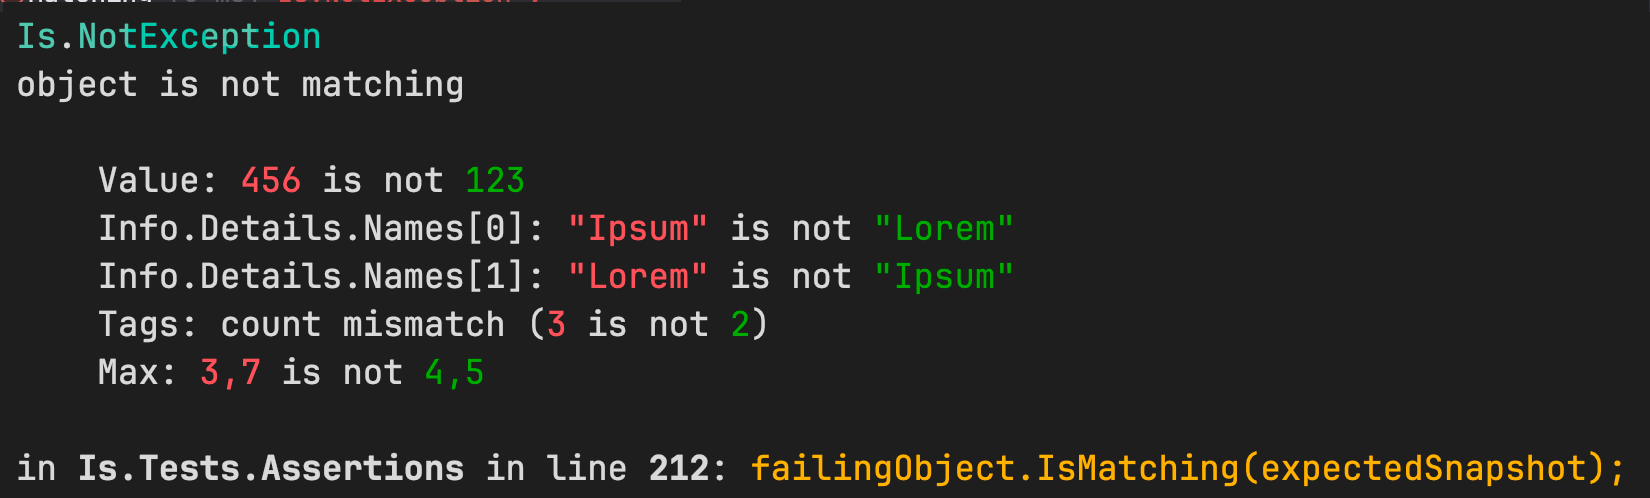 Is.NotException
object is not matching
Value: 456 is not 123
Info.Details.Names[0]: "Ipsum" is not "Lorem"
Info.Details.Names[1]: "Lorem" is not "Ipsum"
Tags: count mismatch (3 is not 2)
Max: 3,7 is not 4,5
in Is.Tests.Assertions in line 212: failingObject.IsMatching(expectedSnapshot);